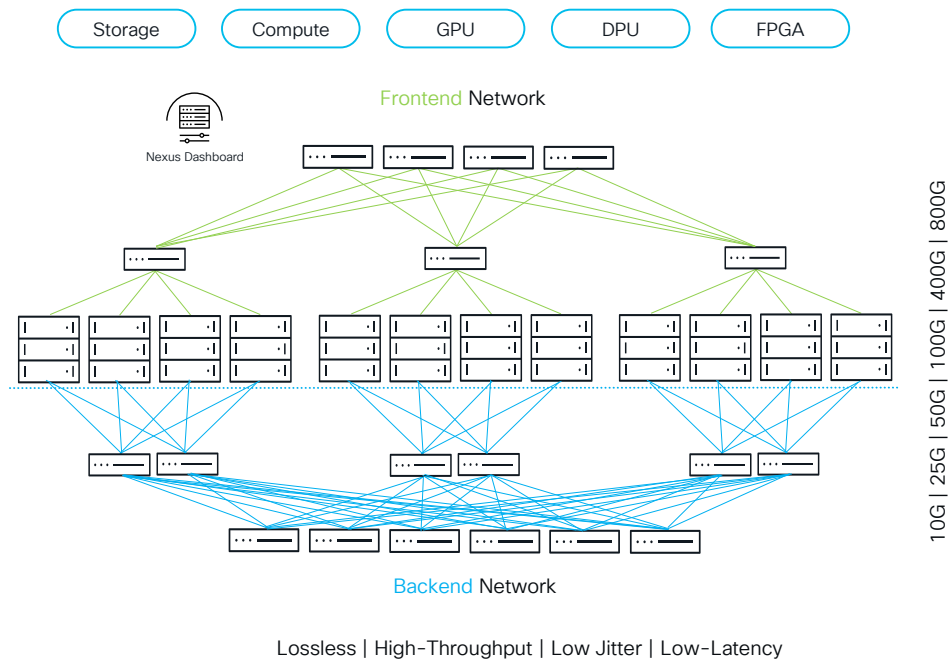 Storage
Compute
GPU
DPU
FPGA
Frontend Network
Nexus Dashboard
10G | 25G | 50G | 100G | 400G | 800G
Backend Network
Lossless | High-Throughput | Low Jitter | Low-Latency